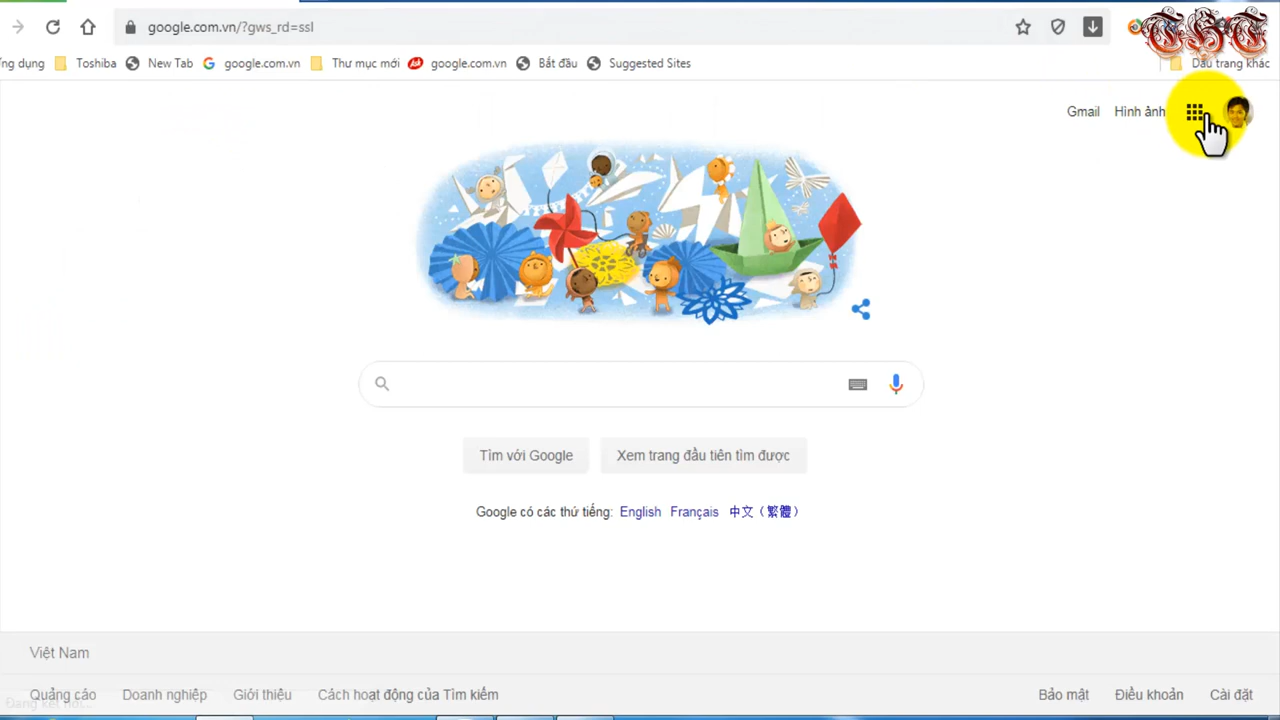 google.com.vn/?gws_rd=ssl
ng dụng Toshiba New Tab google.com.vn Thư mục mới google.com.vn Bắt đầu Suggested Sites Dấu trang khác
Gmail Hình ảnh
Tìm với Google Xem trang đầu tiên tìm được
Google có các thứ tiếng: English Français 中文（繁體）
Việt Nam
Quảng cáo Doanh nghiệp Giới thiệu Cách hoạt động của Tìm kiếm Bảo mật Điều khoản Cài đặt